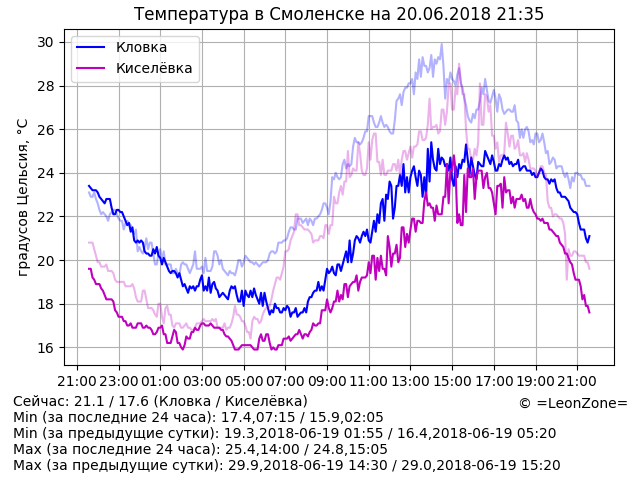 Температура в Смоленске на 20.06.2018 21:35
Кловка
Киселёвка
градусов Цельсия, °C
30
28
26
24
22
20
18
16
21:00 23:00 01:00 03:00 05:00 07:00 09:00 11:00 13:00 15:00 17:00 19:00 21:00
Сейчас: 21.1 / 17.6 (Кловка / Киселёвка)
© =LeonZone=
Min (за последние 24 часа): 17.4,07:15 / 15.9,02:05
Min (за предыдущие сутки): 19.3,2018-06-19 01:55 / 16.4,2018-06-19 05:20
Max (за последние 24 часа): 25.4,14:00 / 24.8,15:05
Max (за предыдущие сутки): 29.9,2018-06-19 14:30 / 29.0,2018-06-19 15:20